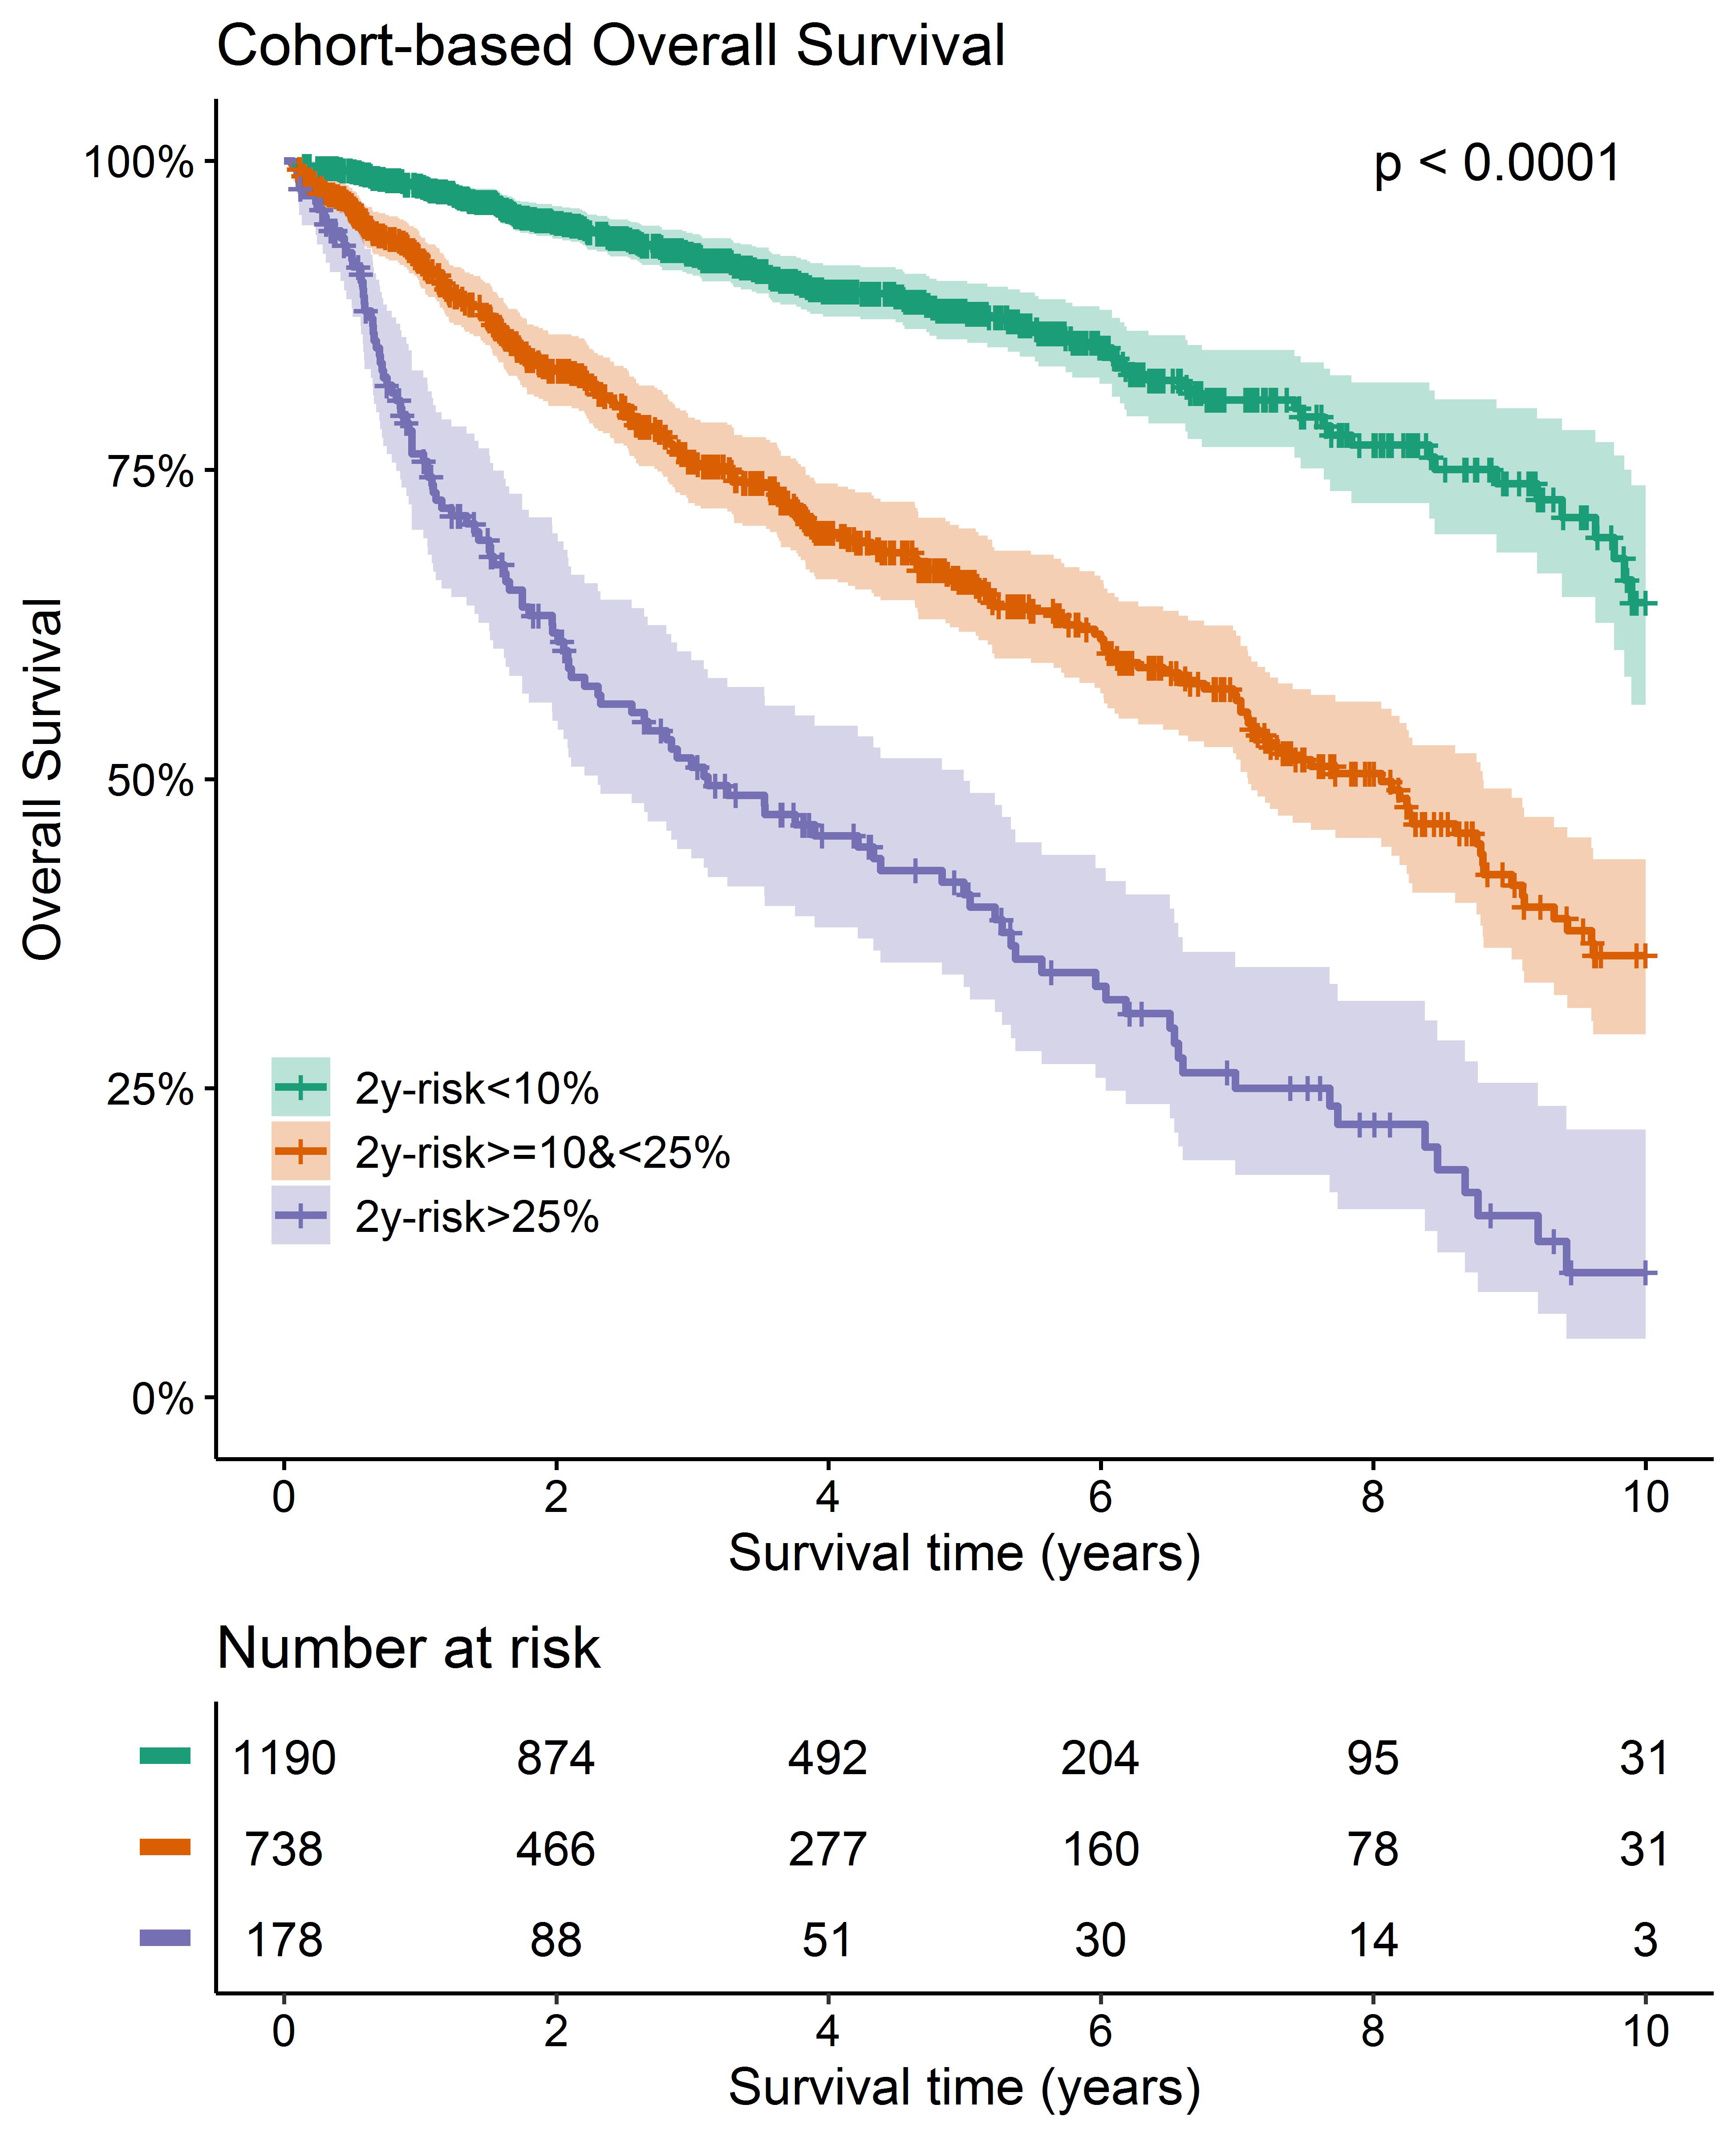 Cohort-based Overall Survival
p < 0.0001
100%
75%
50%
25%
0%
Overall Survival
2y-risk<10%
2y-risk>=10&<25%
2y-risk>25%
0 2 4 6 8 10
Survival time (years)
Number at risk
1190 874 492 204 95 31
738 466 277 160 78 31
178 88 51 30 14 3
0 2 4 6 8 10
Survival time (years)